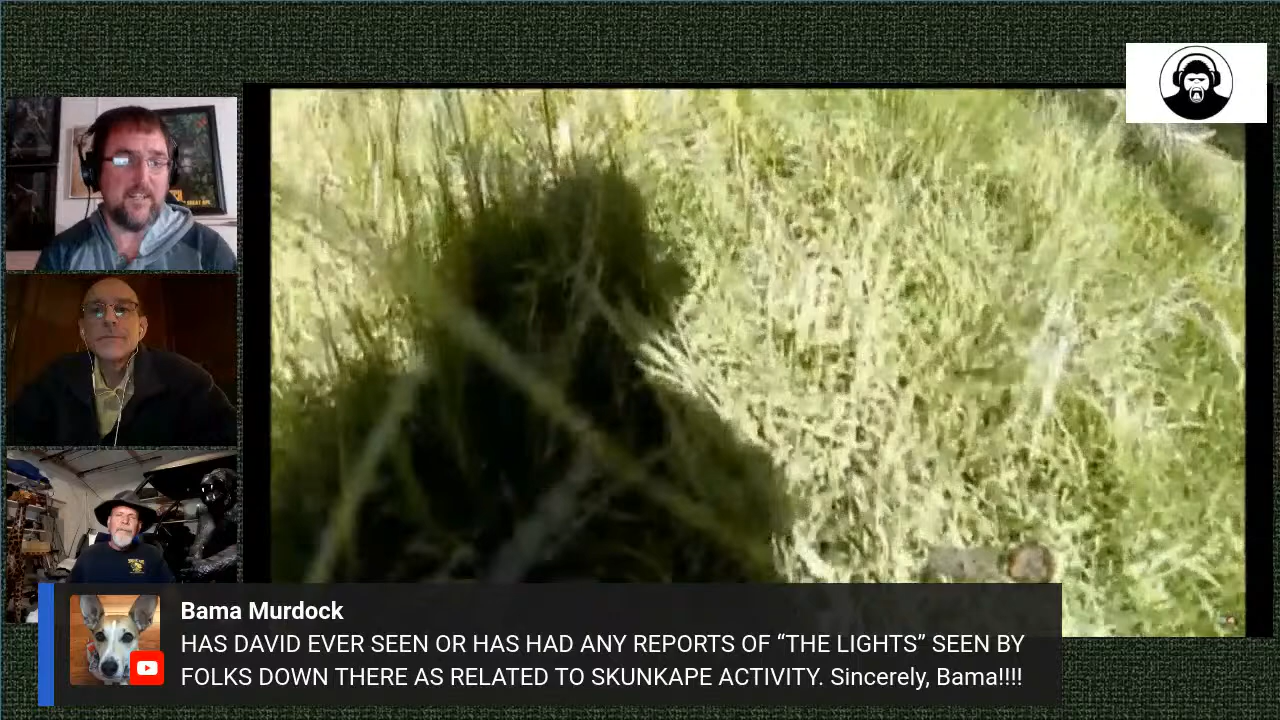 Bama Murdock
HAS DAVID EVER SEEN OR HAS HAD ANY REPORTS OF “THE LIGHTS” SEEN BY
FOLKS DOWN THERE AS RELATED TO SKUNKAPE ACTIVITY. Sincerely, Bama!!!!